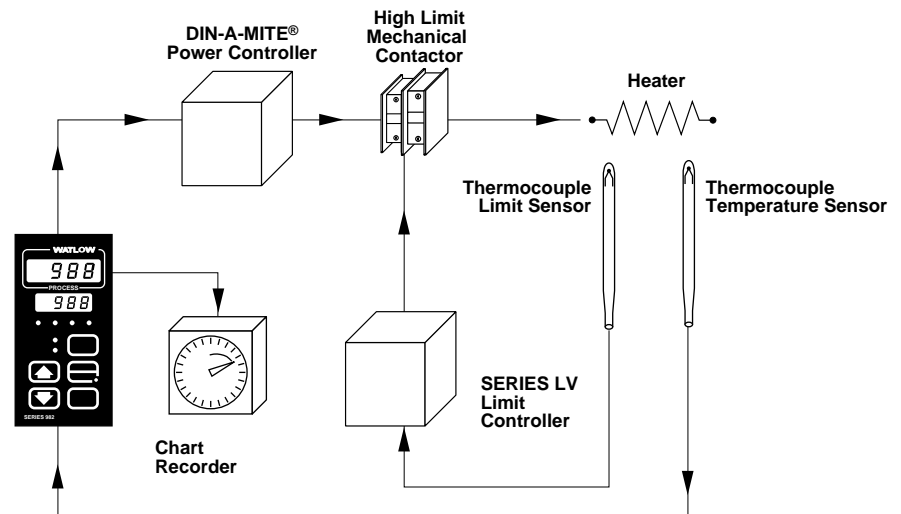 DIN-A-MITE®
Power Controller
High Limit
Mechanical
Contactor
Heater
Thermocouple
Limit Sensor
Thermocouple
Temperature Sensor
WATLOW
988
PROCESS
988
SERIES 982
Chart
Recorder
SERIES LV
Limit
Controller